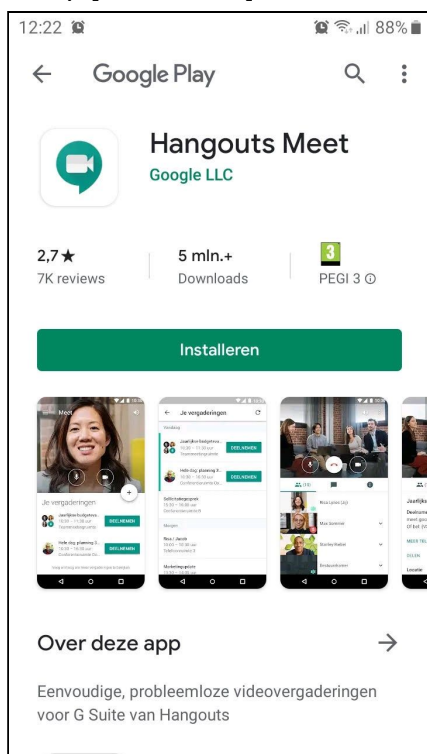 12:22 88%
Google Play
Hangouts Meet
Google LLC
2,7★ 5 mln.+ 3
7K reviews Downloads PEGI 3
Installeren
Meet
Je vergaderingen
DEELNEMEN
DEELNEMEN
Je vergaderingen
DEELNEMEN
DEELNEMEN
Morgen
Over deze app
Eenvoudige, probleemloze videovergaderingen
voor G Suite van Hangouts